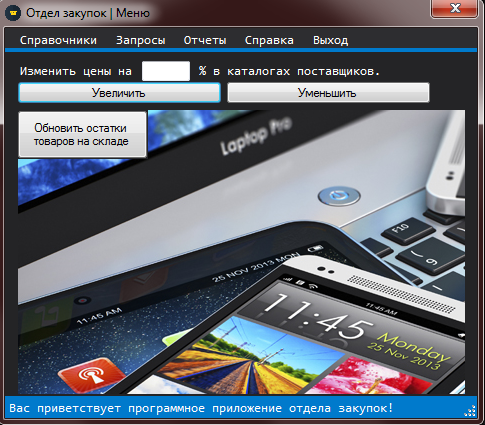 Отдел закупок | Меню
Справочники Запросы Отчеты Справка Выход
Изменить цены на % в каталогах поставщиков.
Увеличить Уменьшить
Обновить остатки
товаров на складе
Laptop Pro
F10
25 NOV 2013 MON
11:45 AM
11:45 AM
11:45
Monday
25 Nov 2013
Вас приветствует программное приложение отдела закупок!